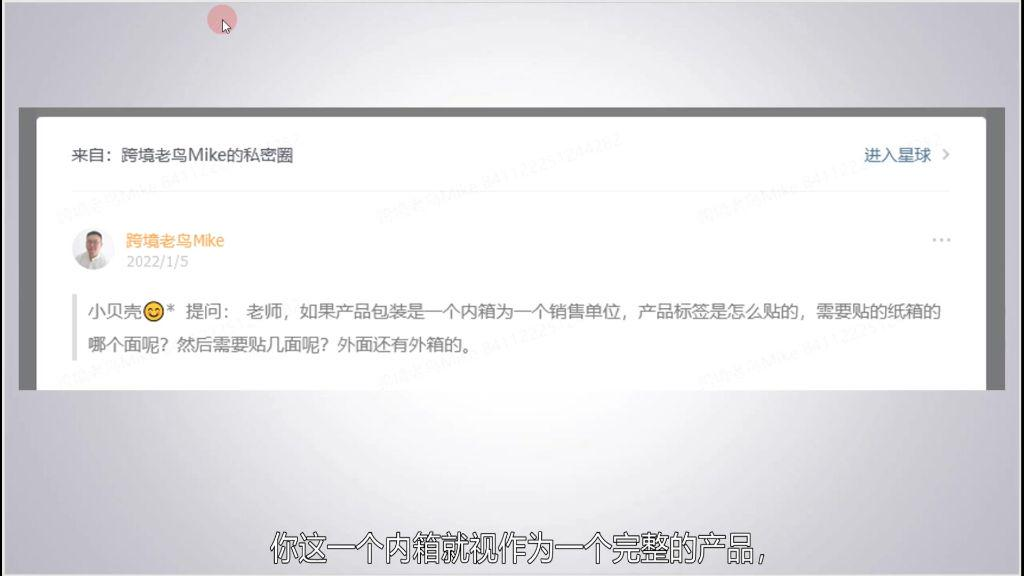 来自：跨境老鸟Mike的私密圈
进入星球
跨境老鸟Mike
2022/1/5
小贝壳😊* 提问： 老师，如果产品包装是一个内箱为一个销售单位，产品标签是怎么贴的，需要贴的纸箱的
哪个面呢？然后需要贴几面呢？外面还有外箱的。
你这一个内箱就视作为一个完整的产品，